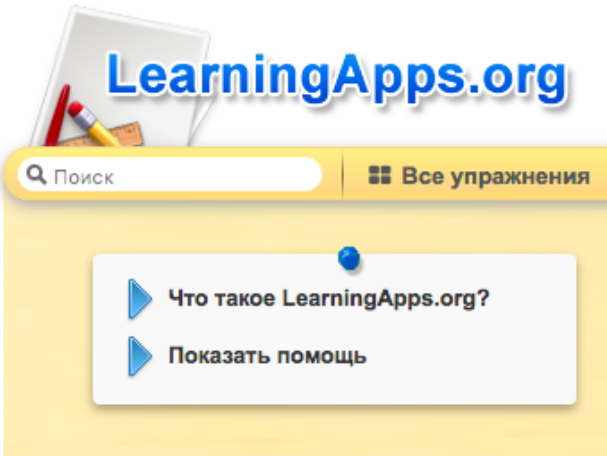 LearningApps.org
Поиск
Все упражнения
Что такое LearningApps.org?
Показать помощь